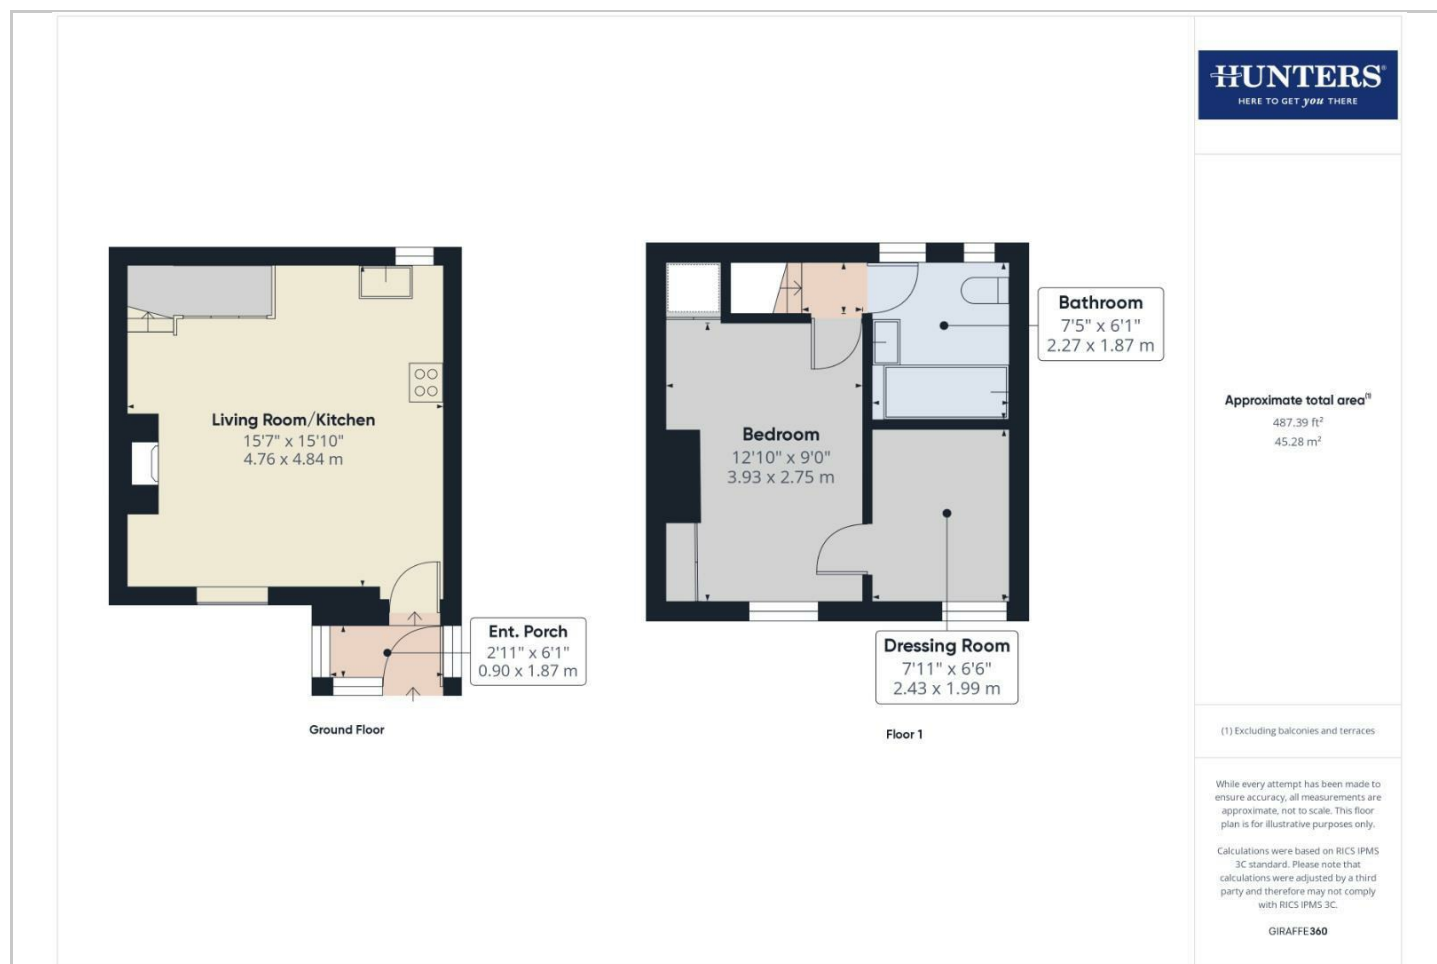 Living Room/Kitchen
15'7" x 15'10"
4.76 x 4.84 m
Ent. Porch
2'11" x 6'1"
0.90 x 1.87 m
Ground Floor
Bathroom
7'5" x 6'1"
2.27 x 1.87 m
Bedroom
12'10" x 9'0"
3.93 x 2.75 m
Dressing Room
7'11" x 6'6"
2.43 x 1.99 m
Floor 1
HUNTERS®
HERE TO GET you THERE
Approximate total area⁽¹⁾
487.39 ft²
45.28 m²
(1) Excluding balconies and terraces
While every attempt has been made to
ensure accuracy, all measurements are
approximate, not to scale. This floor
plan is for illustrative purposes only.
Calculations were based on RICS IPMS
3C standard. Please note that
calculations were adjusted by a third
party and therefore may not comply
with RICS IPMS 3C.
GIRAFFE360